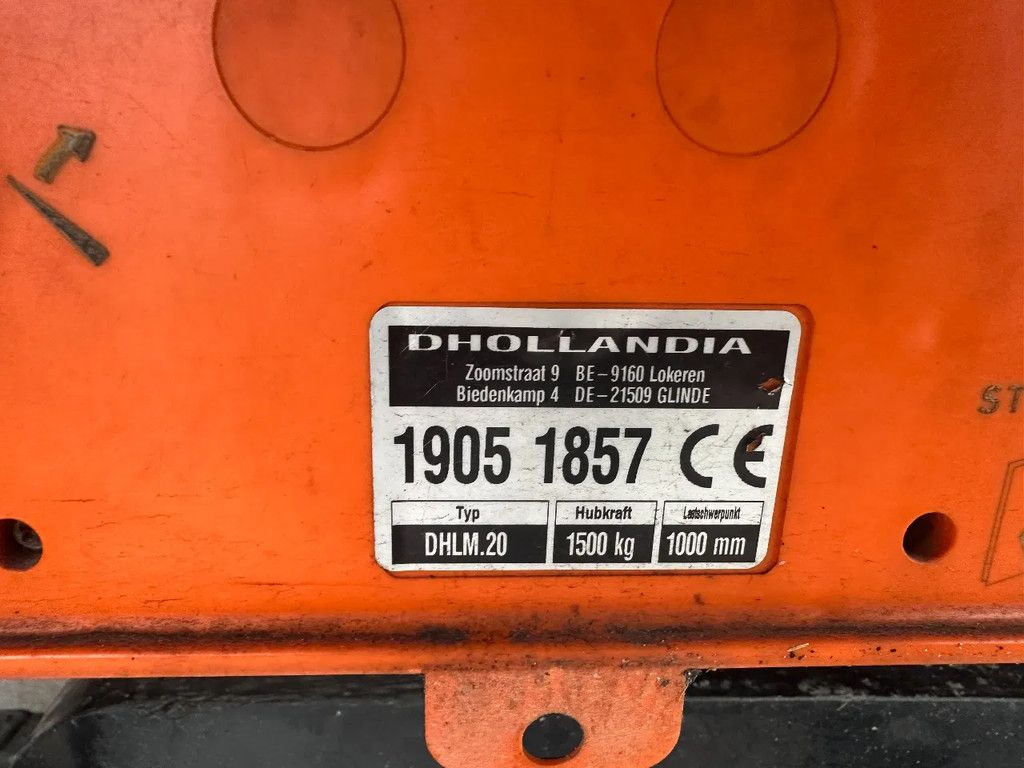 DHOLLANDIA
Zoomstraat 9 BE-9160 Lokeren
Biedenkamp 4 DE-21509 GLINDE
1905 1857 CE
Typ Hubkraft Lastschwerpunkt
DHLM.20 1500 kg 1000 mm
ST